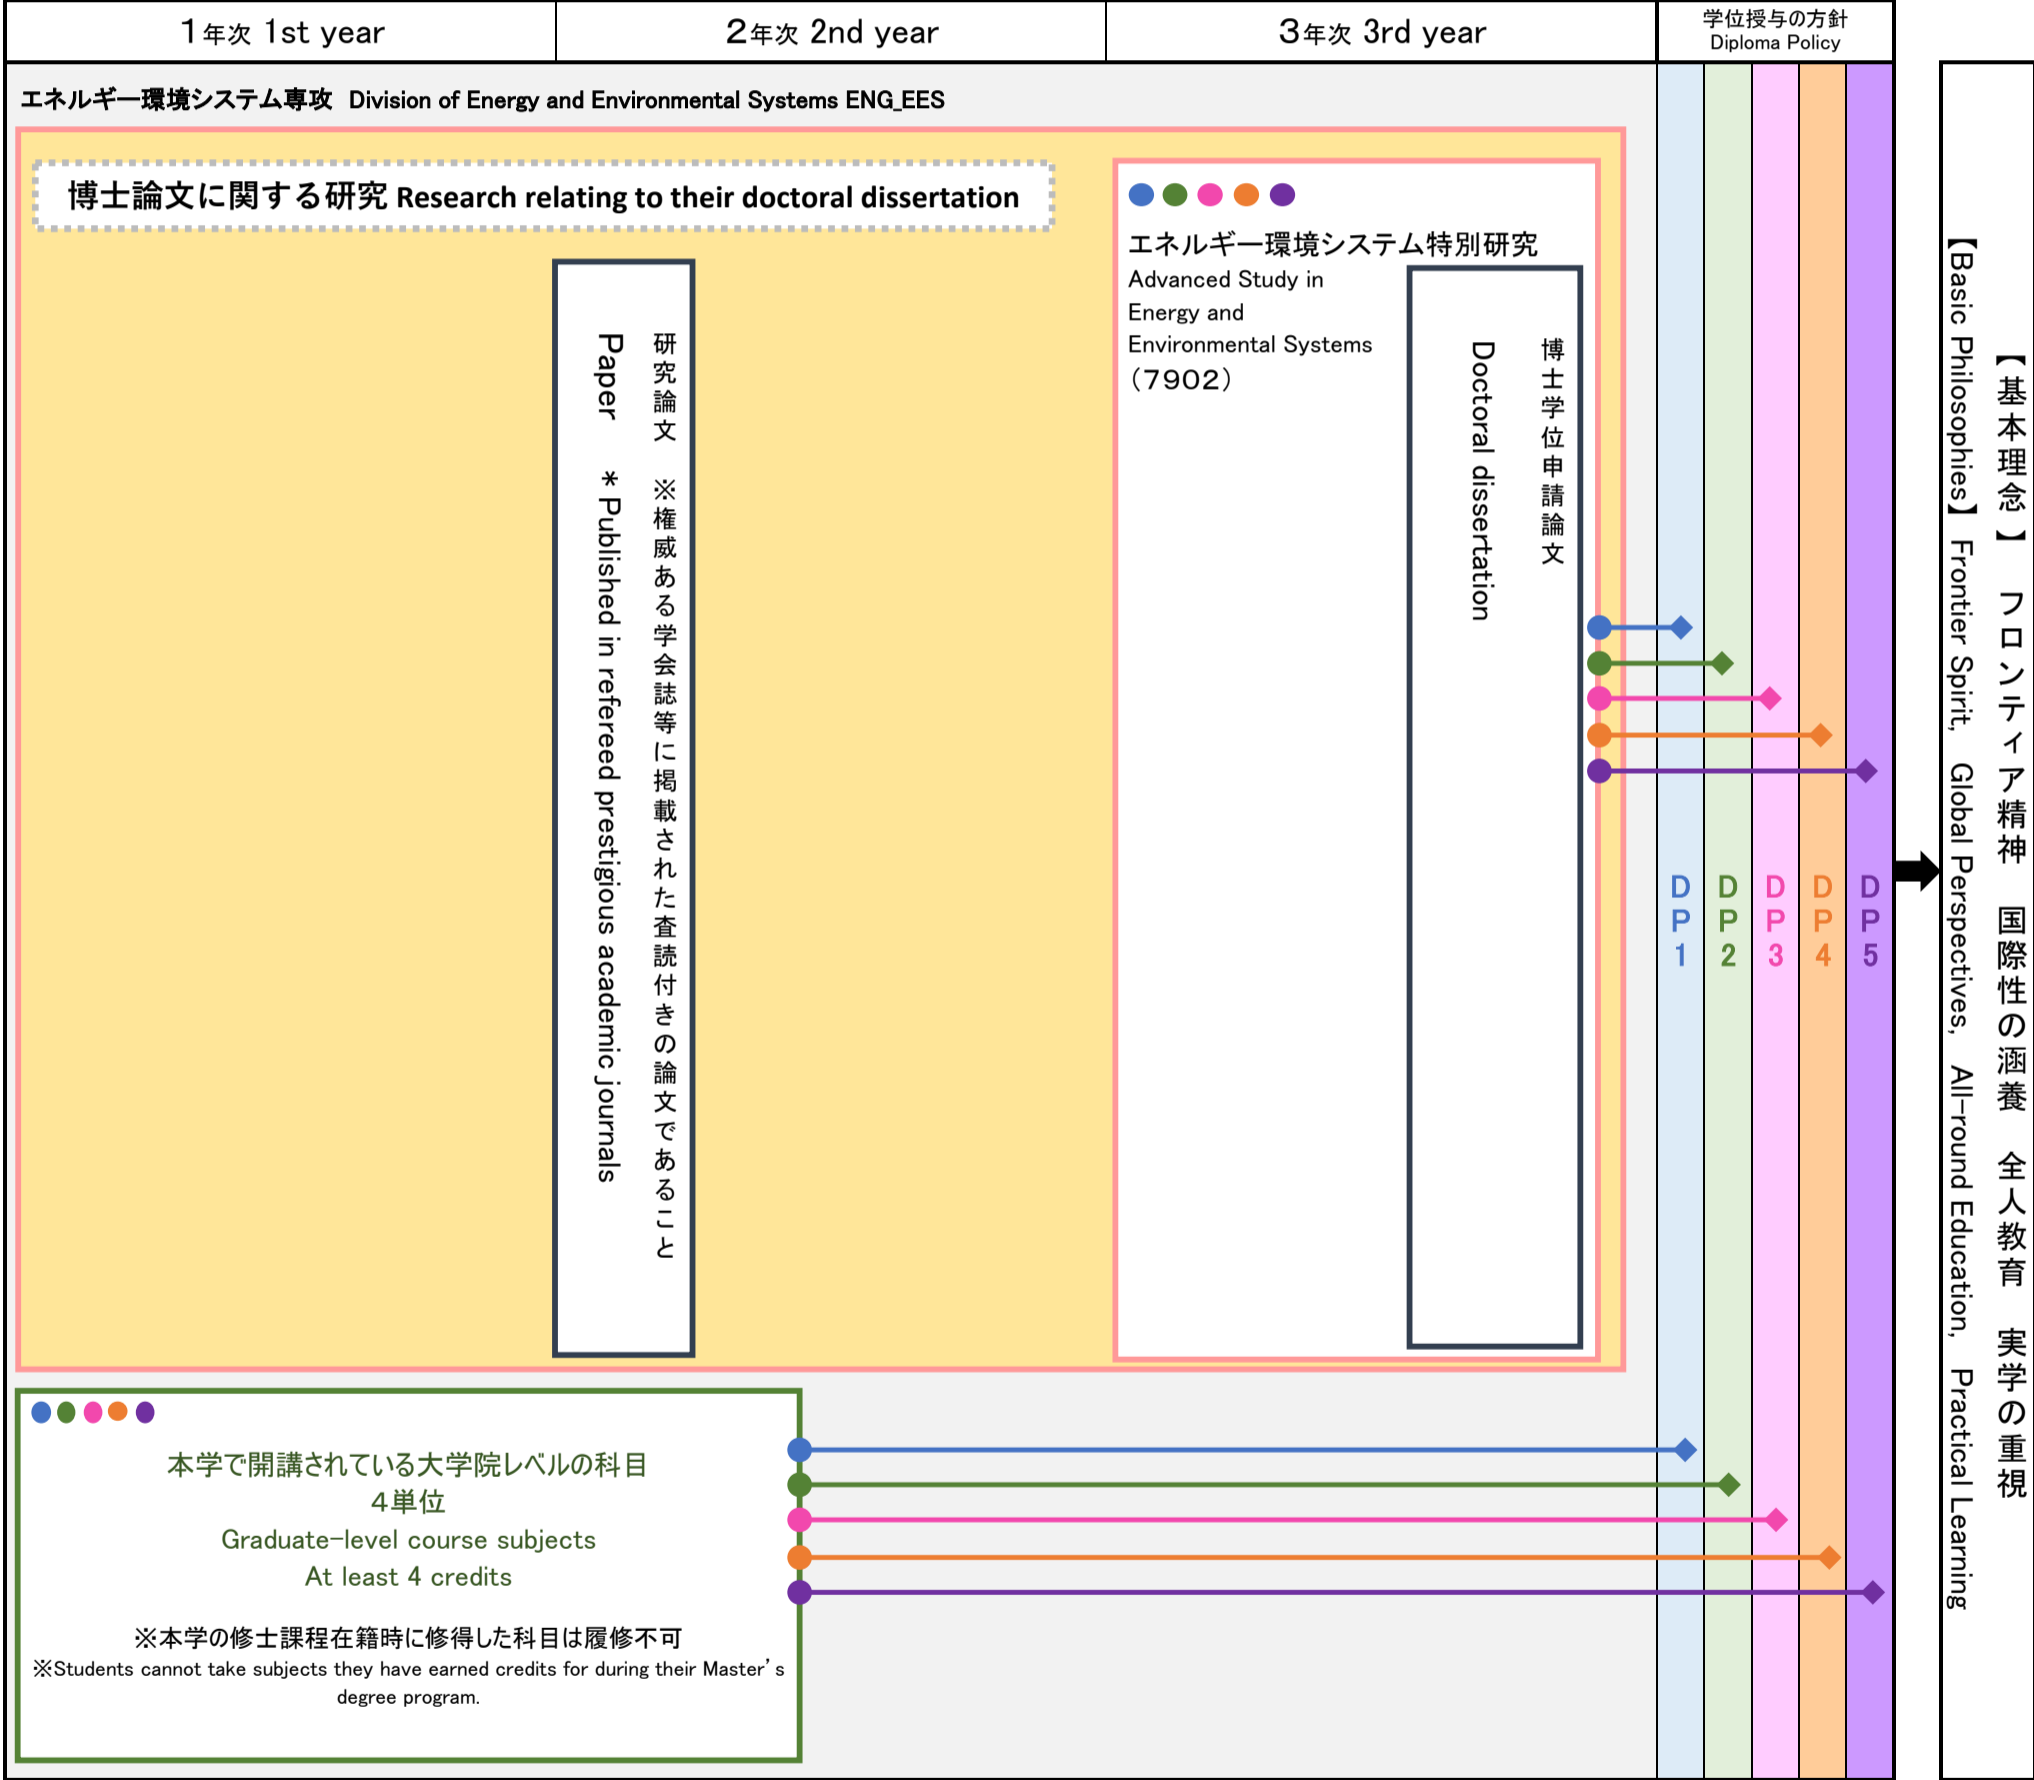 1年次 1st year
2年次 2nd year
3年次 3rd year
学位授与の方針
Diploma Policy
エネルギー環境システム専攻 Division of Energy and Environmental Systems ENG_EES
博士論文に関する研究 Research relating to their doctoral dissertation
研究論文 ※権威ある学会誌等に掲載された査読付きの論文であること
Paper * Published in refereed prestigious academic journals
エネルギー環境システム特別研究
Advanced Study in
Energy and
Environmental Systems
（7902）
博士学位申請論文
Doctoral dissertation
DP1
DP2
DP3
DP4
DP5
本学で開講されている大学院レベルの科目
4単位
Graduate-level course subjects
At least 4 credits
※本学の修士課程在籍時に修得した科目は履修不可
※Students cannot take subjects they have earned credits for during their Master's
degree program.
【基本理念】 フロンティア精神 国際性の涵養 全人教育 実学の重視
【Basic Philosophies】 Frontier Spirit, Global Perspectives, All-round Education, Practical Learning